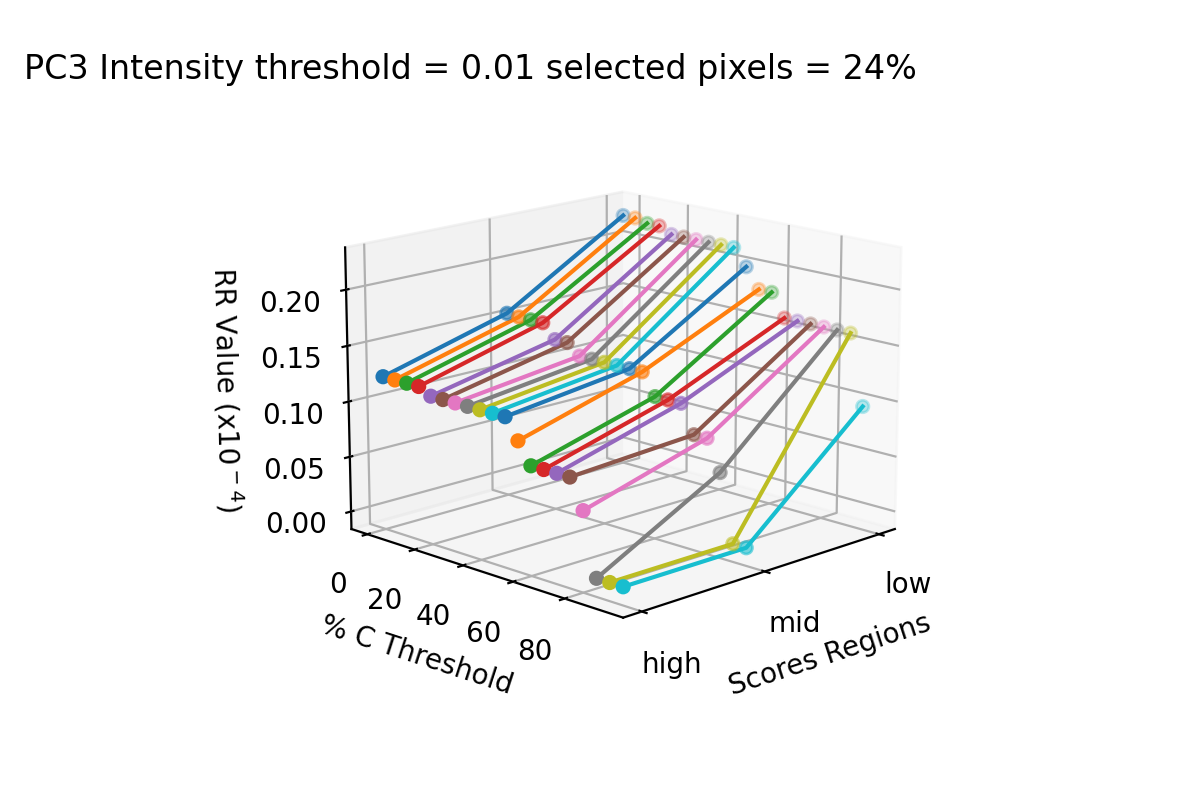 PC3 Intensity threshold = 0.01 selected pixels = 24%
RR Value (x10⁻⁴)
0.20
0.15
0.10
0.05
0.00
0
20
40
60
80
% C Threshold
high
mid
low
Scores Regions